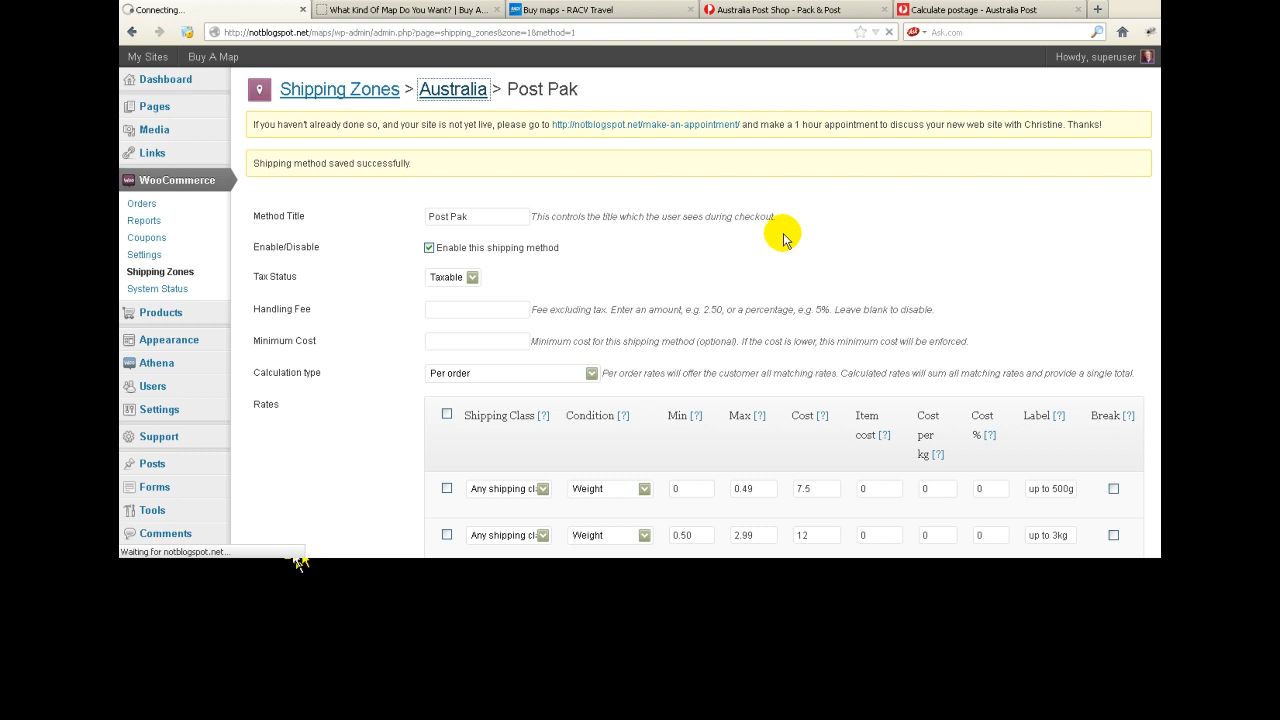 Connecting...
What Kind Of Map Do You Want? | Buy A...
Buy maps - RACV Travel
Australia Post Shop - Pack & Post
Calculate postage - Australia Post
http://notblogspot.net/maps/wp-admin/admin.php?page=shipping_zones&zone=1&method=1
Ask.com
My Sites
Buy A Map
Howdy, superuser
Dashboard
Pages
Media
Links
WooCommerce
Orders
Reports
Coupons
Settings
Shipping Zones
System Status
Products
Appearance
Athena
Users
Settings
Support
Posts
Forms
Tools
Comments
Shipping Zones > Australia > Post Pak
If you haven't already done so, and your site is not yet live, please go to http://notblogspot.net/make-an-appointment/ and make a 1 hour appointment to discuss your new web site with Christine. Thanks!
Shipping method saved successfully.
Method Title Post Pak This controls the title which the user sees during checkout.
Enable/Disable Enable this shipping method
Tax Status Taxable
Handling Fee Fee excluding tax. Enter an amount, e.g. 2.50, or a percentage, e.g. 5%. Leave blank to disable.
Minimum Cost Minimum cost for this shipping method (optional). If the cost is lower, this minimum cost will be enforced.
Calculation type Per order Per order rates will offer the customer all matching rates. Calculated rates will sum all matching rates and provide a single total.
Rates
Shipping Class [?] Condition [?] Min [?] Max [?] Cost [?] Item cost [?] Cost per kg [?] Cost % [?] Label [?] Break [?]
Any shipping cl Weight 0 0.49 7.5 0 0 0 up to 500g
Any shipping cl Weight 0.50 2.99 12 0 0 0 up to 3kg
Waiting for notblogspot.net...